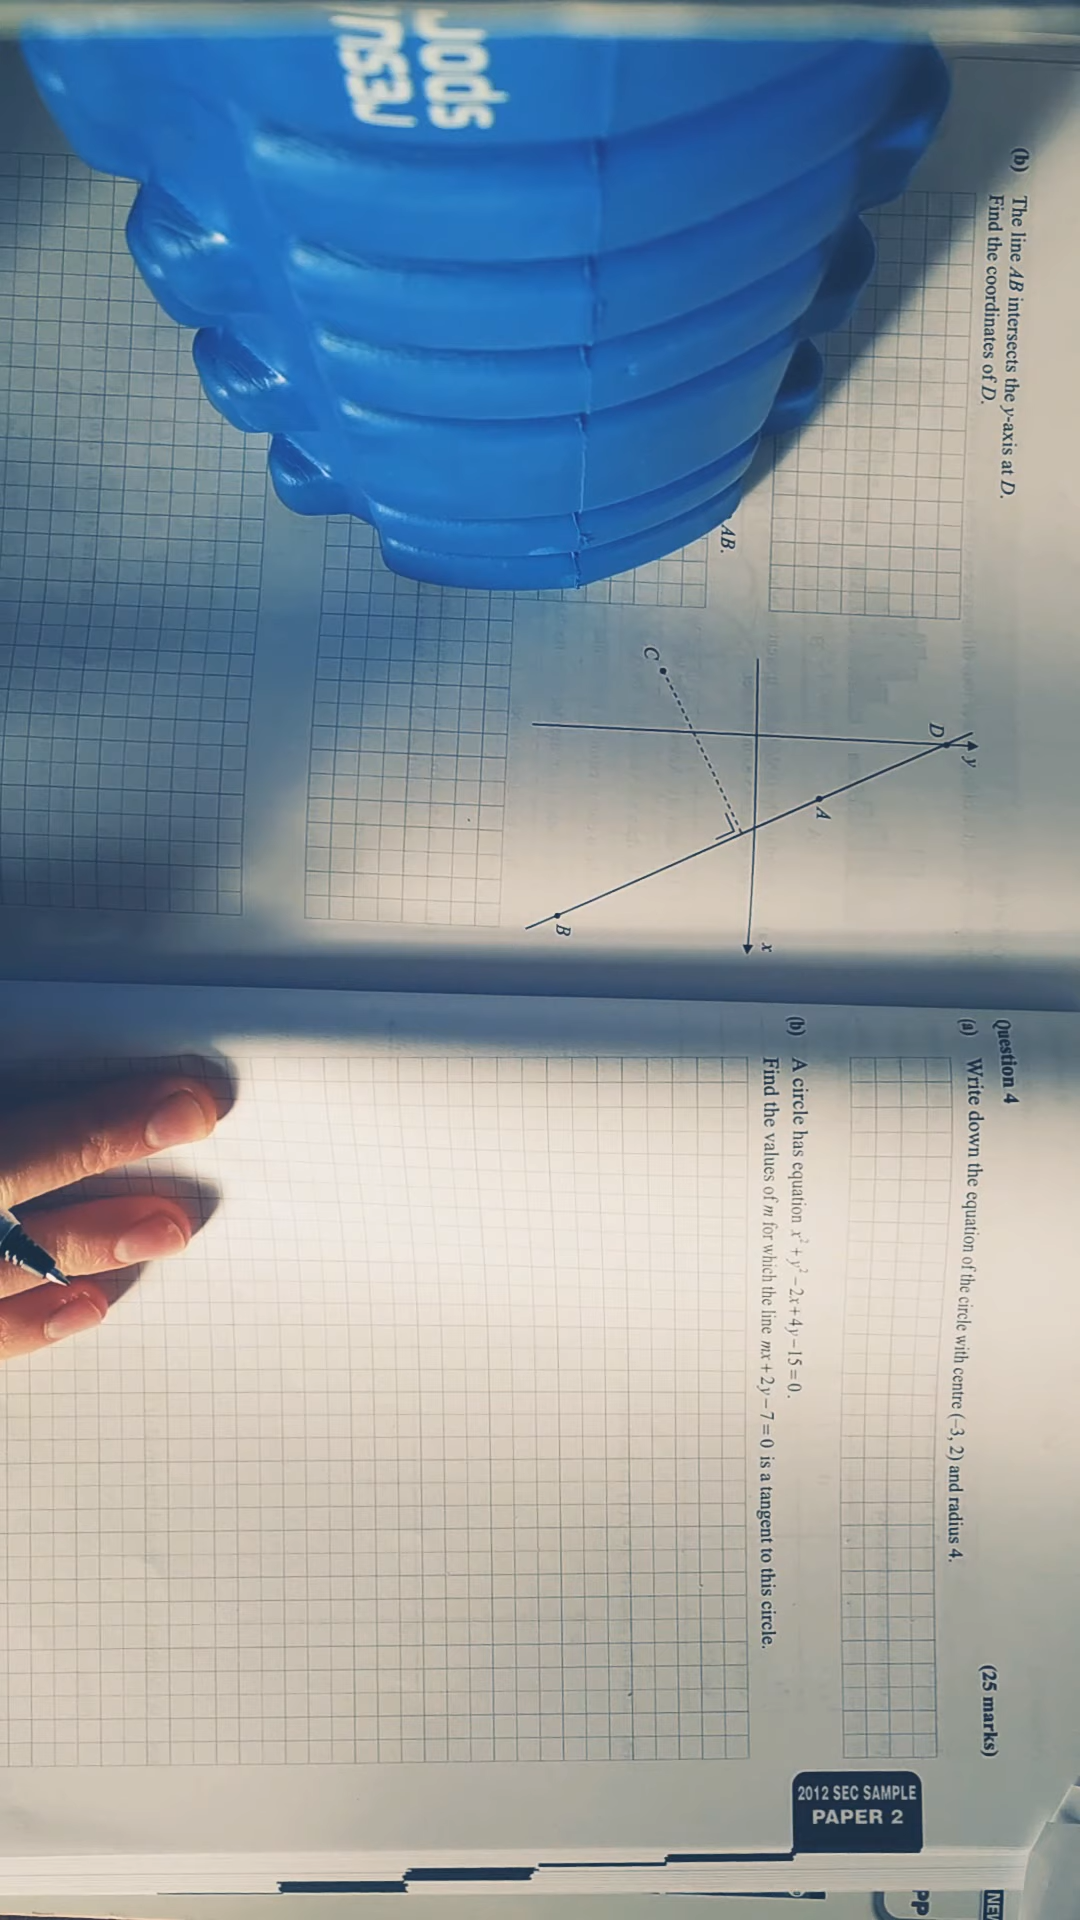 (b) The line AB intersects the y-axis at D.
Find the coordinates of D.
AB.
y
D
A
C
x
B
Question 4
(25 marks)
(a) Write down the equation of the circle with centre (−3, 2) and radius 4.
(b) A circle has equation x² + y² − 2x + 4y − 15 = 0.
Find the values of m for which the line mx + 2y − 7 = 0 is a tangent to this circle.
2012 SEC SAMPLE
PAPER 2